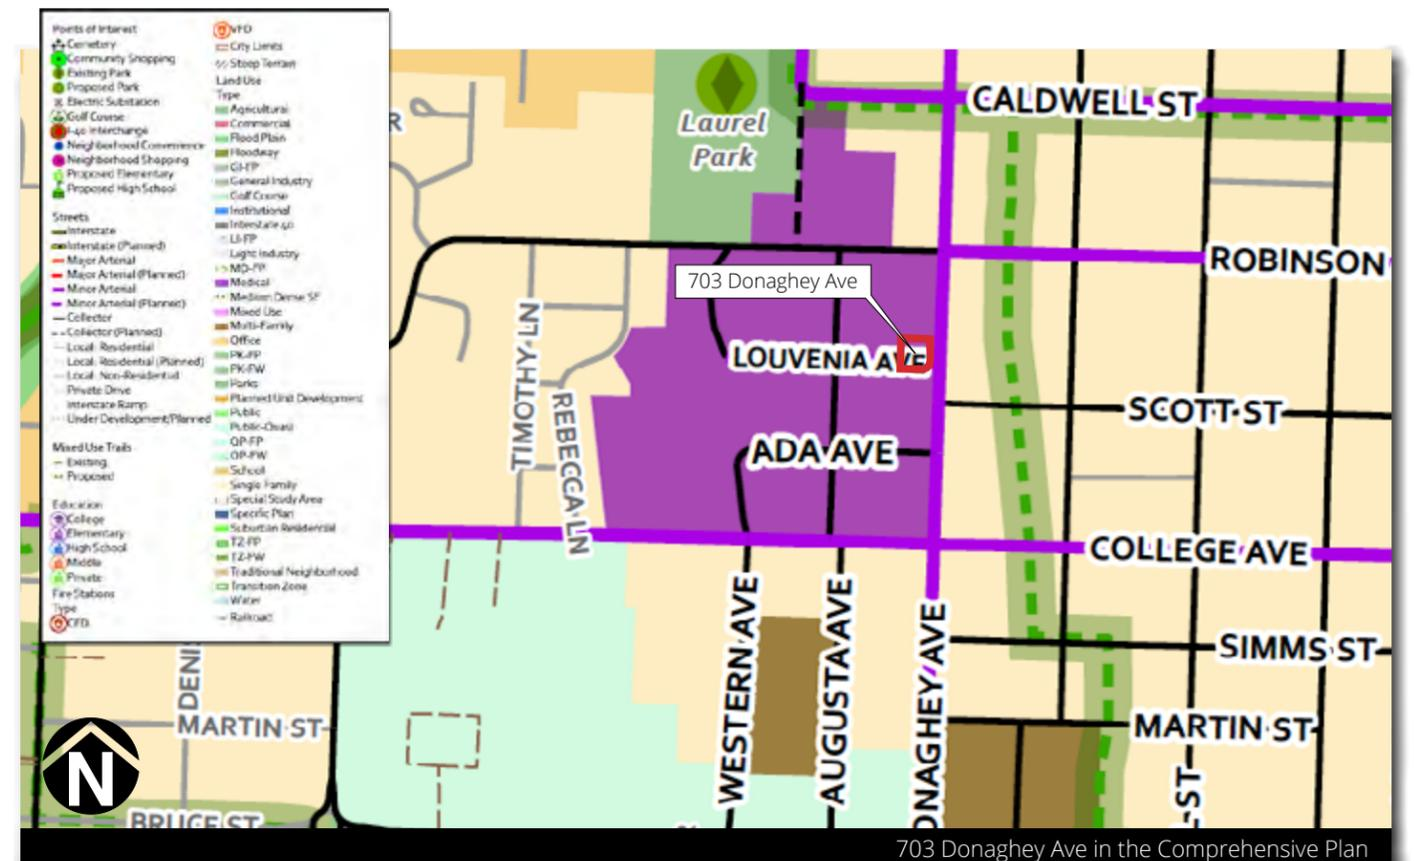 Points of Interest
Cemetery
Community Shopping
Existing Park
Proposed Park
Electric Substation
Golf Course
I-40 Interchange
Neighborhood Convenience
Neighborhood Shopping
Proposed Elementary
Proposed High School
Streets
Interstate
Interstate (Planned)
Major Arterial
Major Arterial (Planned)
Minor Arterial
Minor Arterial (Planned)
Collector
Collector (Planned)
Local: Residential
Local: Residential (Planned)
Local: Non-Residential
Private Drive
Interstate Ramp
Under Development/Planned
Mixed Use Trails
Existing
Proposed
Education
College
Elementary
High School
Middle
Private
Fire Stations
Type
CFD
VFD
City Limits
Steep Terrain
Land Use
Type
Agricultural
Commercial
Flood Plain
Floodway
GI-FP
General Industry
Golf Course
Institutional
Interstate 40
LI-FP
Light Industry
MD-FP
Medical
Medium Dense SF
Mixed Use
Multi-Family
Office
PK-FP
PK-FW
Parks
Planned Unit Development
Public
Public-Quasi
QP-FP
QP-FW
School
Single Family
Special Study Area
Specific Plan
Suburban Residential
TZ-FP
TZ-FW
Traditional Neighborhood
Transition Zone
Water
Railroad
R
Laurel
Park
CALDWELL ST
ROBINSON
703 Donaghey Ave
LOUVENIA AVE
TIMOTHY LN
REBECCA LN
SCOTT ST
ADA AVE
COLLEGE AVE
WESTERN AVE
AUGUSTA AVE
ONAGHEY AVE
SIMMS ST
DENI
MARTIN ST
MARTIN ST
ST
BRUCE ST
N
703 Donaghey Ave in the Comprehensive Plan